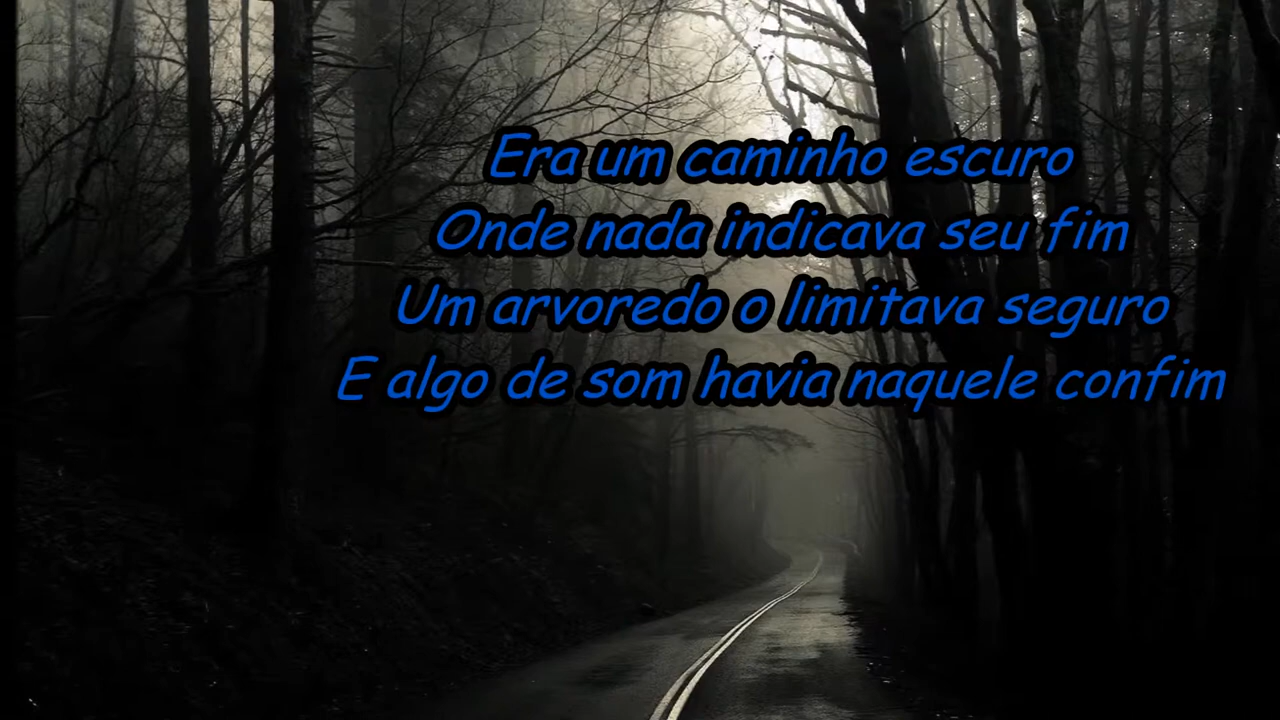 Era um caminho escuro
Onde nada indicava seu fim
Um arvoredo o limitava seguro
E algo de som havia naquele confim